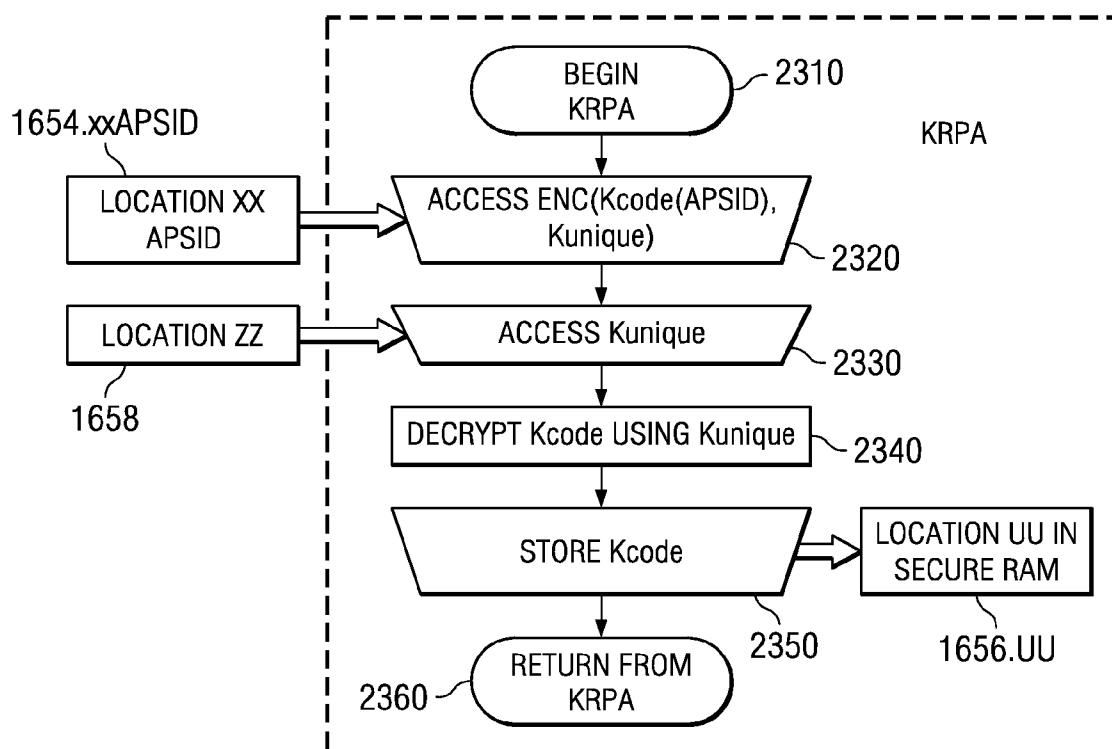 BEGIN
KRPA
2310
KRPA
1654.xxAPSID
LOCATION XX
APSID
ACCESS ENC(Kcode(APSID),
Kunique)
2320
LOCATION ZZ
1658
ACCESS Kunique
2330
DECRYPT Kcode USING Kunique
2340
STORE Kcode
2350
LOCATION UU IN
SECURE RAM
1656.UU
RETURN FROM
KRPA
2360